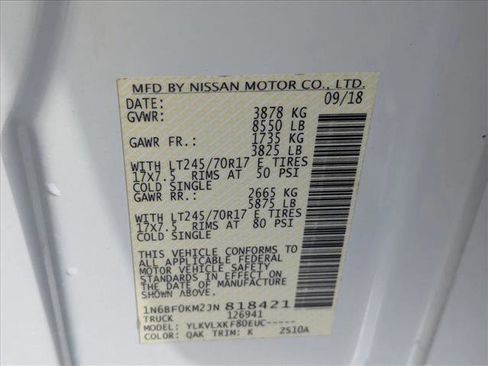 MFD BY NISSAN MOTOR CO., LTD.
DATE: 09/18
GVWR: 3878 KG
8550 LB
GAWR FR.: 1735 KG
3825 LB
WITH LT245/70R17 E TIRES
17X7.5 RIMS AT 50 PSI
COLD SINGLE
GAWR RR.: 2665 KG
5875 LB
WITH LT245/70R17 E TIRES
17X7.5 RIMS AT 80 PSI
COLD SINGLE
THIS VEHICLE CONFORMS TO
ALL APPLICABLE FEDERAL
MOTOR VEHICLE SAFETY
STANDARDS IN EFFECT ON
THE DATE OF MANUFACTURE
SHOWN ABOVE.
1N6BF0KM2JN818421
TRUCK 126941
MODEL: YLKVLXKF80EUC-----
COLOR: QAK TRIM: K 2S10A